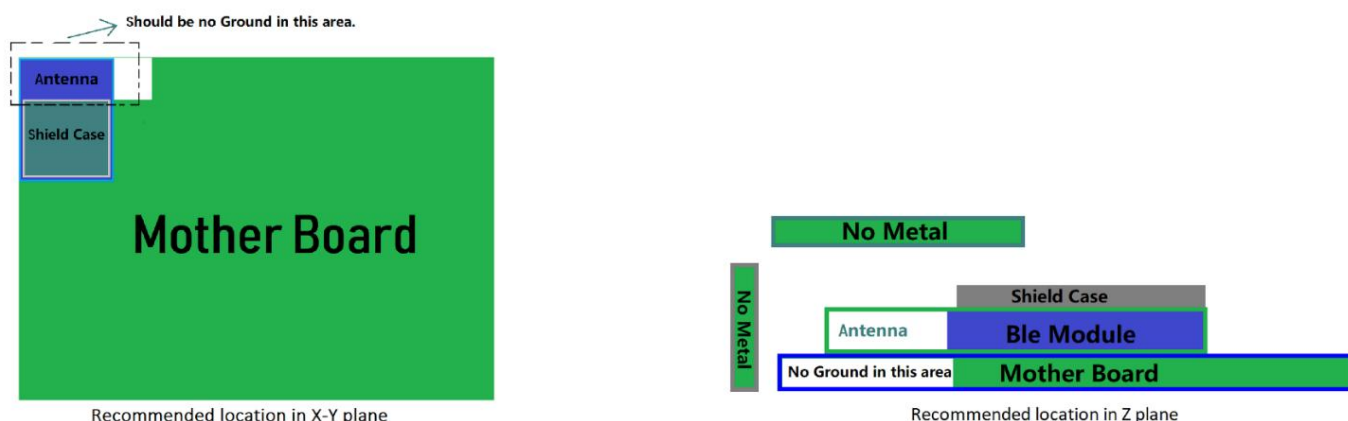 Should be no Ground in this area.
Antenna
Shield Case
Mother Board
Recommended location in X-Y plane
No Metal
No Metal
Shield Case
Antenna
Ble Module
No Ground in this area
Mother Board
Recommended location in Z plane